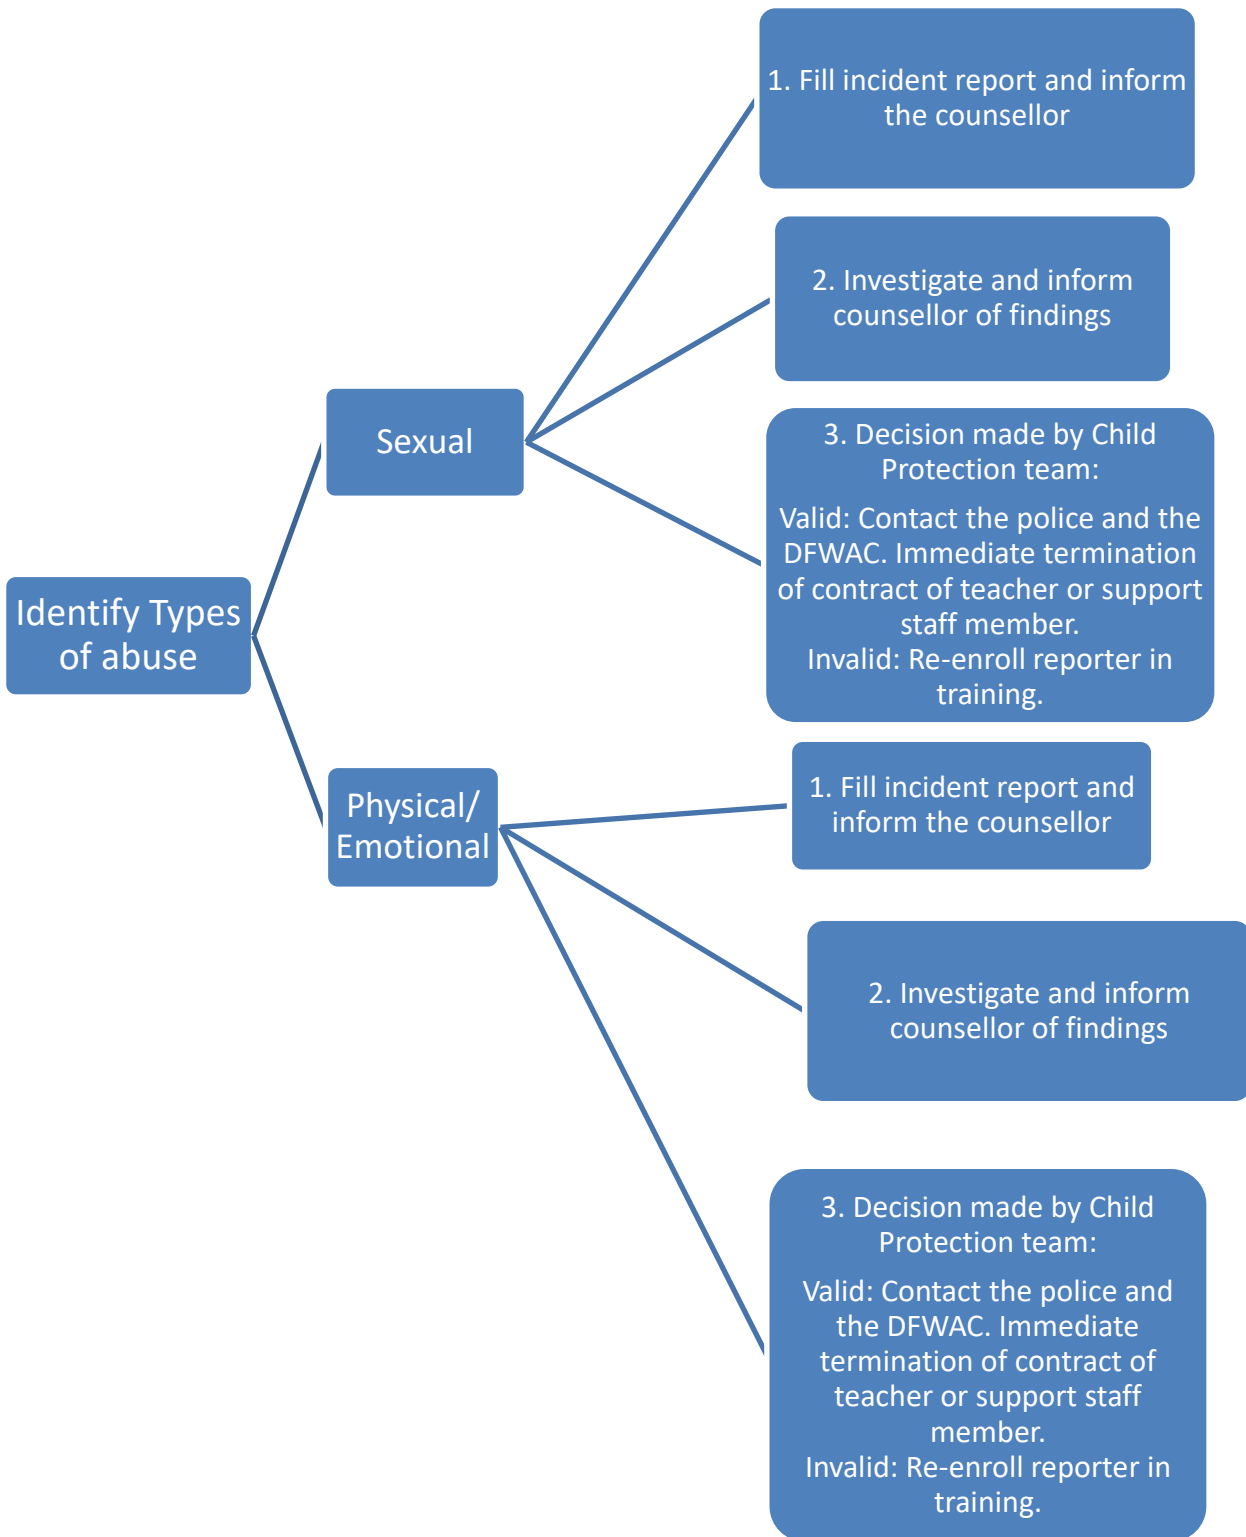 Identify Types
of abuse
Sexual
1. Fill incident report and inform
the counsellor
2. Investigate and inform
counsellor of findings
3. Decision made by Child
Protection team:
Valid: Contact the police and the
DFWAC. Immediate termination
of contract of teacher or support
staff member.
Invalid: Re-enroll reporter in
training.
Physical/
Emotional
1. Fill incident report and
inform the counsellor
2. Investigate and inform
counsellor of findings
3. Decision made by Child
Protection team:
Valid: Contact the police and
the DFWAC. Immediate
termination of contract of
teacher or support staff
member.
Invalid: Re-enroll reporter in
training.